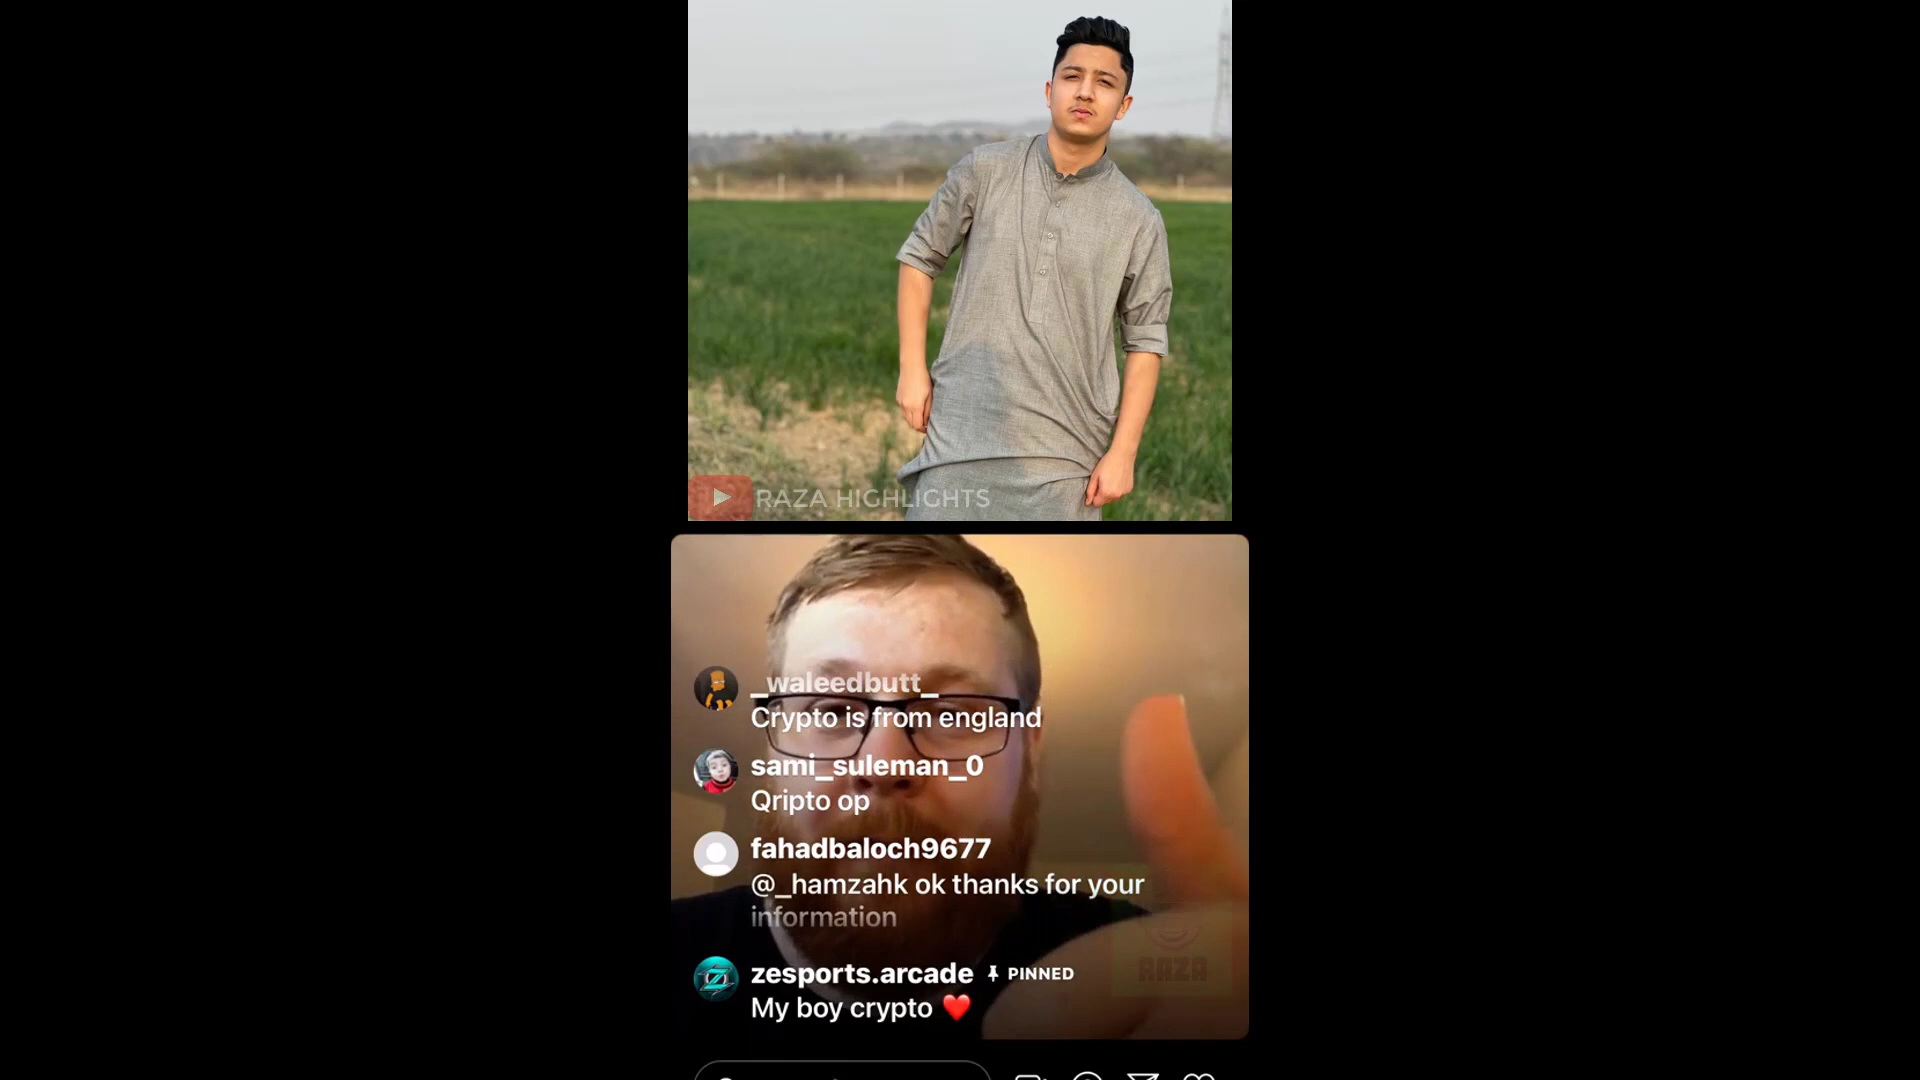 RAZA HIGHLIGHTS
_waleedbutt_
Crypto is from england
sami_suleman_0
Qripto op
fahadbaloch9677
@_hamzahk ok thanks for your
information
RAZA
zesports.arcade PINNED
My boy crypto ❤️